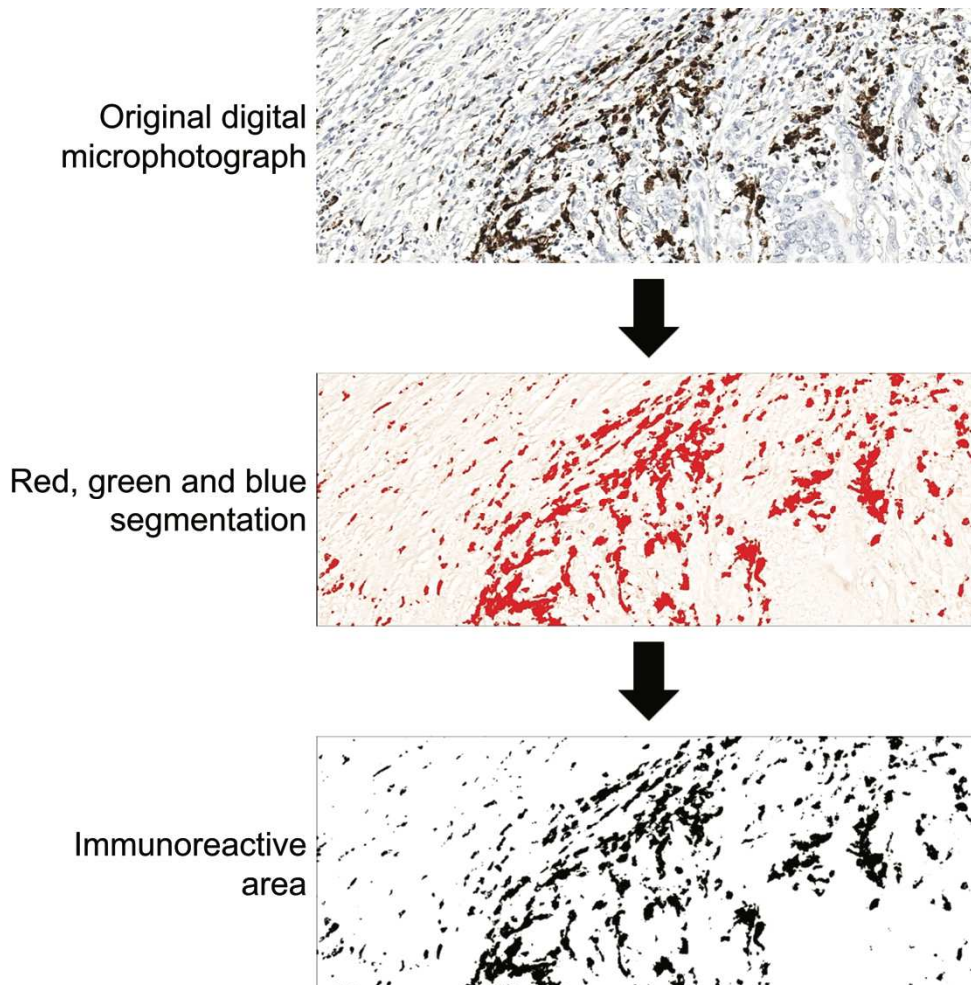 Original digital
microphotograph
Red, green and blue
segmentation
Immunoreactive
area